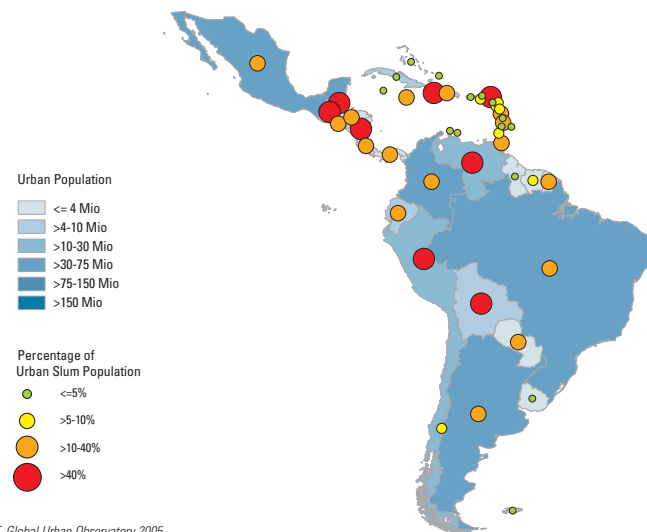 Urban Population
<= 4 Mio
>4-10 Mio
>10-30 Mio
>30-75 Mio
>75-150 Mio
>150 Mio
Percentage of
Urban Slum Population
<=5%
>5-10%
>10-40%
>40%
Global Urban Observatory 2005